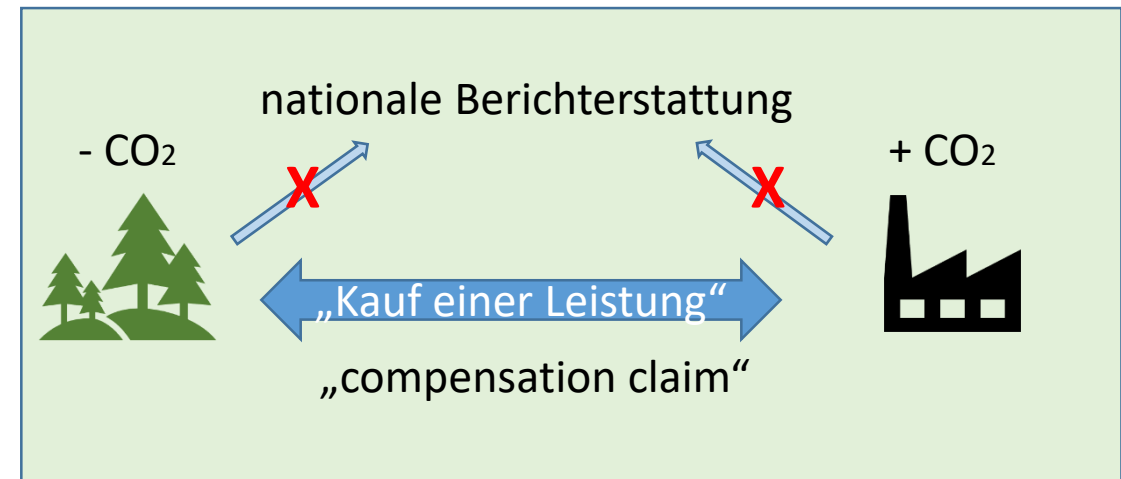 nationale Berichterstattung
- CO2
+ CO2
X
X
„Kauf einer Leistung“
„compensation claim“